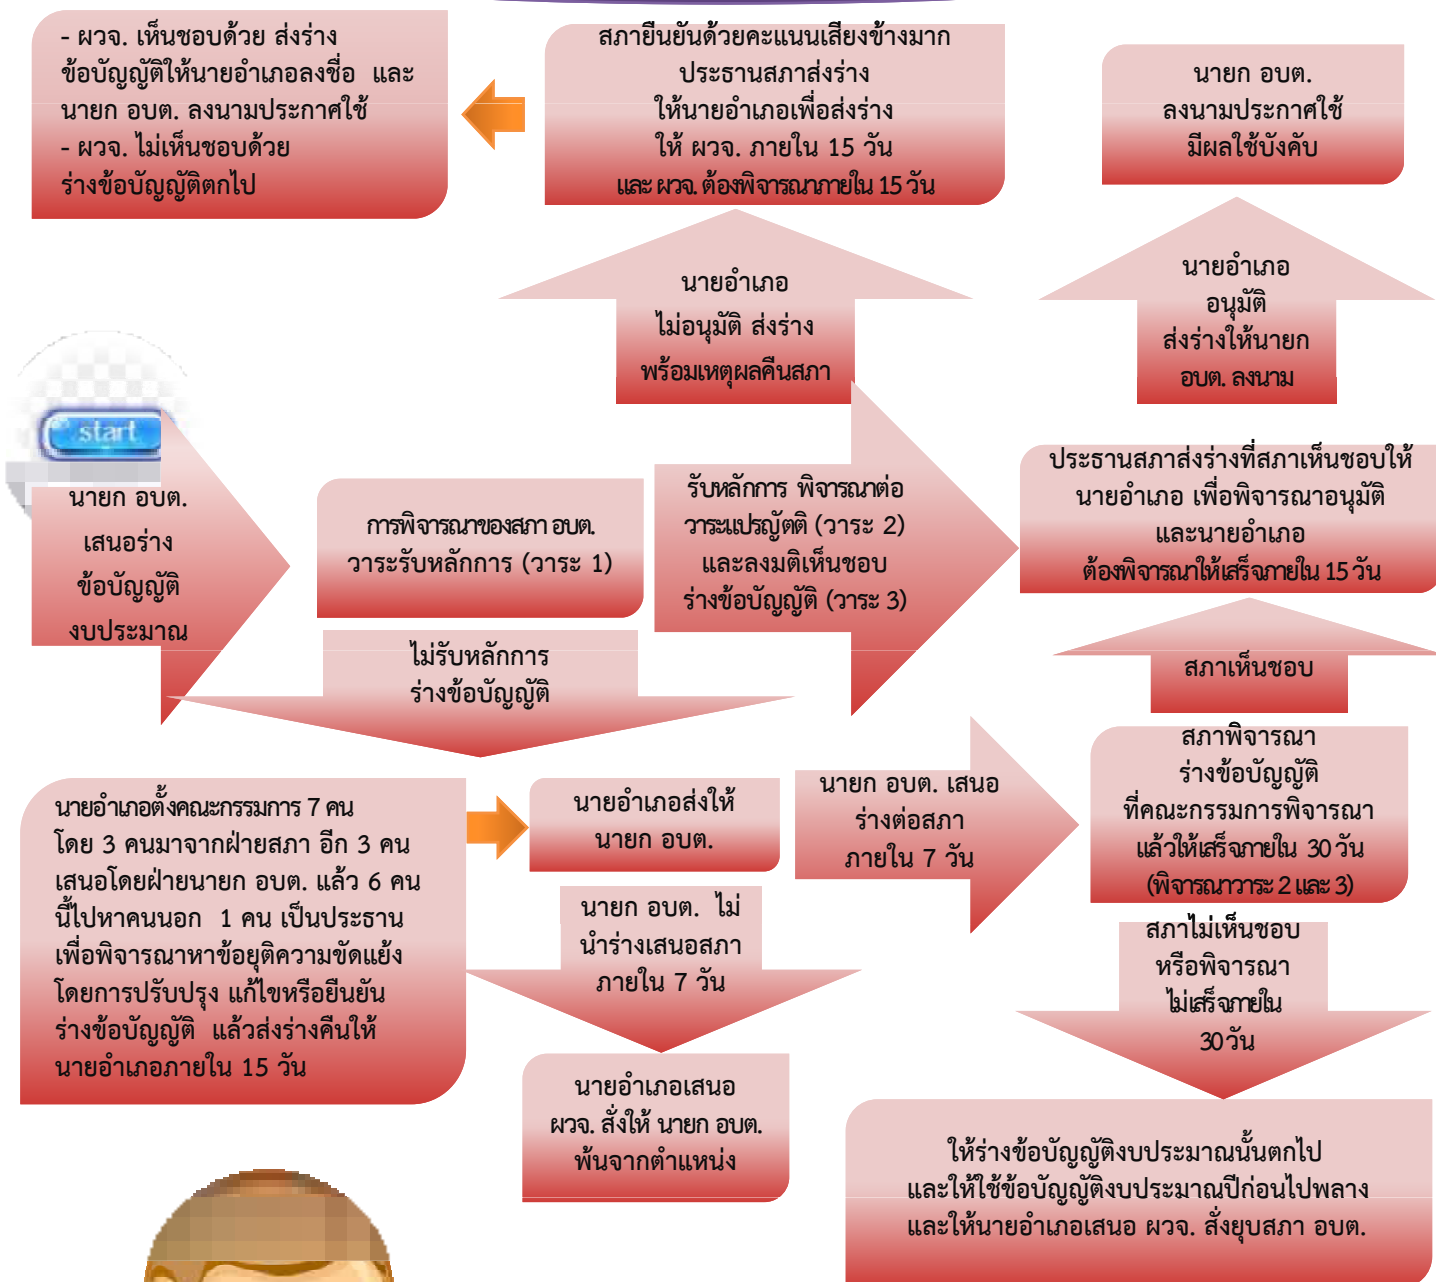 - ผวจ. เห็นชอบด้วย ส่งร่าง
ข้อบัญญัติให้นายอำเภอลงชื่อ และ
นายก อบต. ลงนามประกาศใช้
- ผวจ. ไม่เห็นชอบด้วย
ร่างข้อบัญญัติตกไป
สภายืนยันด้วยคะแนนเสียงข้างมาก
ประธานสภาส่งร่าง
ให้นายอำเภอเพื่อส่งร่าง
ให้ ผวจ. ภายใน 15 วัน
และ ผวจ. ต้องพิจารณาภายใน 15 วัน
นายก อบต.
ลงนามประกาศใช้
มีผลใช้บังคับ
นายอำเภอ
ไม่อนุมัติ ส่งร่าง
พร้อมเหตุผลคืนสภา
นายอำเภอ
อนุมัติ
ส่งร่างให้นายก
อบต. ลงนาม
start
นายก อบต.
เสนอร่าง
ข้อบัญญัติ
งบประมาณ
การพิจารณาของสภา อบต.
วาระรับหลักการ (วาระ 1)
รับหลักการ พิจารณาต่อ
วาระแปรญัตติ (วาระ 2)
และลงมติเห็นชอบ
ร่างข้อบัญญัติ (วาระ 3)
ประธานสภาส่งร่างที่สภาเห็นชอบให้
นายอำเภอ เพื่อพิจารณาอนุมัติ
และนายอำเภอ
ต้องพิจารณาให้เสร็จภายใน 15 วัน
ไม่รับหลักการ
ร่างข้อบัญญัติ
สภาเห็นชอบ
นายอำเภอตั้งคณะกรรมการ 7 คน
โดย 3 คนมาจากฝ่ายสภา อีก 3 คน
เสนอโดยฝ่ายนายก อบต. แล้ว 6 คน
นี้ไปหาคนนอก 1 คน เป็นประธาน
เพื่อพิจารณาหาข้อยุติความขัดแย้ง
โดยการปรับปรุง แก้ไขหรือยืนยัน
ร่างข้อบัญญัติ แล้วส่งร่างคืนให้
นายอำเภอภายใน 15 วัน
นายอำเภอส่งให้
นายก อบต.
นายก อบต. เสนอ
ร่างต่อสภา
ภายใน 7 วัน
สภาพิจารณา
ร่างข้อบัญญัติ
ที่คณะกรรมการพิจารณา
แล้วให้เสร็จภายใน 30 วัน
(พิจารณาวาระ 2 และ 3)
นายก อบต. ไม่
นำร่างเสนอสภา
ภายใน 7 วัน
สภาไม่เห็นชอบ
หรือพิจารณา
ไม่เสร็จภายใน
30 วัน
นายอำเภอเสนอ
ผวจ. สั่งให้ นายก อบต.
พ้นจากตำแหน่ง
ให้ร่างข้อบัญญัติงบประมาณนั้นตกไป
และให้ใช้ข้อบัญญัติงบประมาณปีก่อนไปพลาง
และให้นายอำเภอเสนอ ผวจ. สั่งยุบสภา อบต.